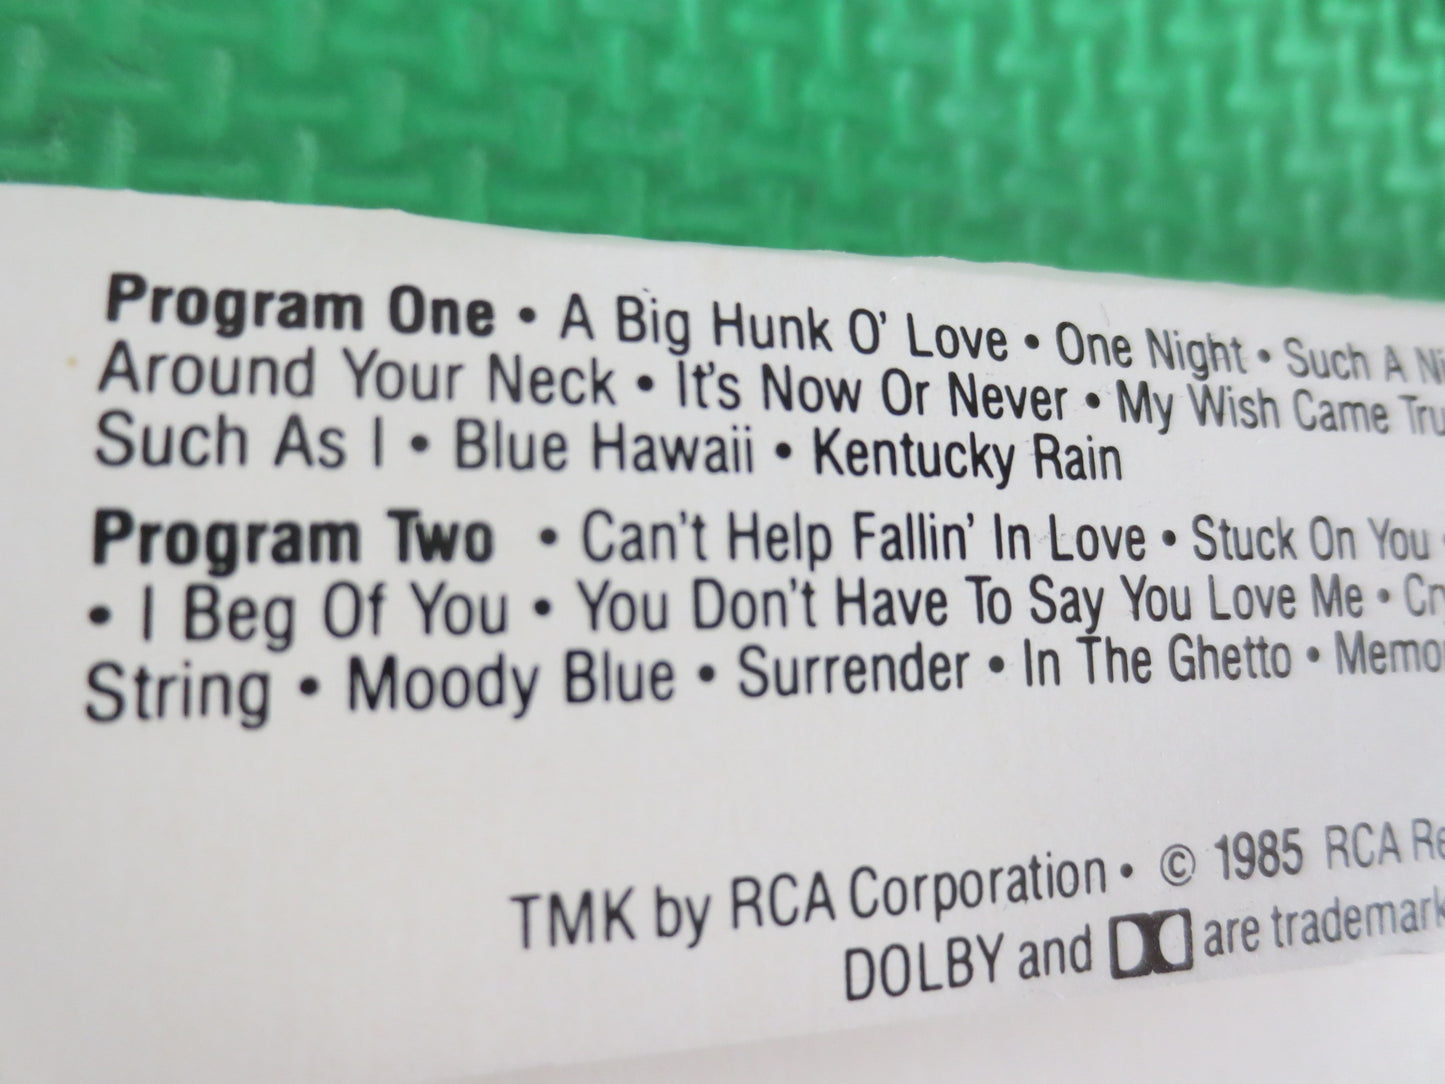 Program One • A Big Hunk O' Love • One Night • Such A
Around Your Neck • It's Now Or Never • My Wish Came
Such As I • Blue Hawaii • Kentucky Rain
Program Two • Can't Help Fallin' In Love • Stuck On You
• I Beg Of You • You Don't Have To Say You Love Me •
String • Moody Blue • Surrender • In The Ghetto •
TMK by RCA Corporation • © 1985 RCA
DOLBY and are